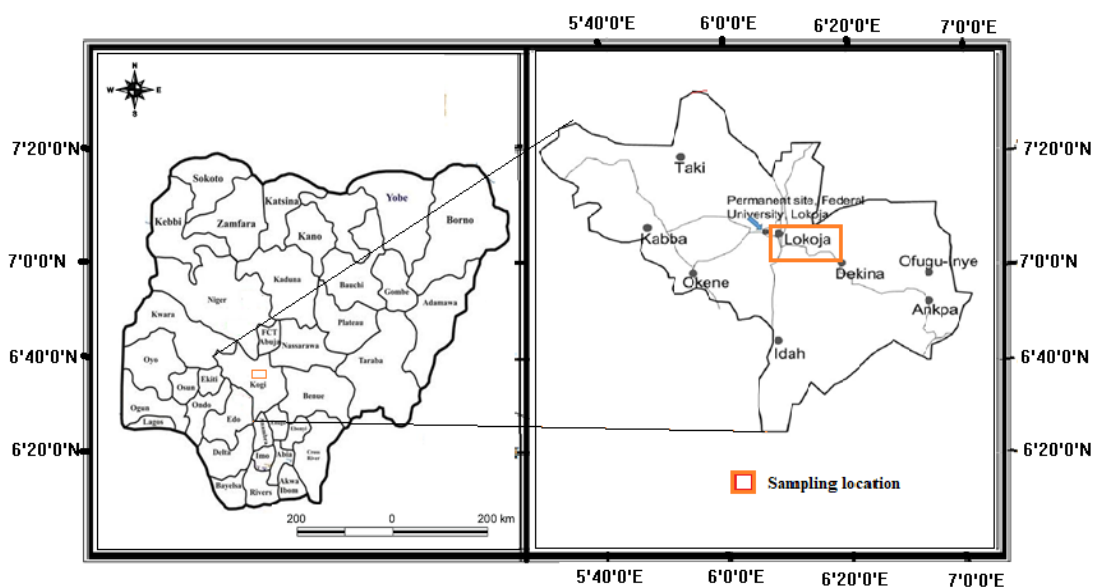 5'40'0'E 6'0'0'E 6'20'0'E 7'0'0'E
N
W E
S
7'20'0'N
7'0'0'N
6'40'0'N
6'20'0'N
Sokoto
Kebbi
Zamfara
Katsina
Kano
Yobe
Borno
Niger
Kaduna
Bauchi
Gombe
Adamawa
Kwara
FCT
Abuja
Plateau
Nassarawa
Taraba
Oyo
Ekiti
Osun
Kogi
Benue
Ogun
Ondo
Lagos
Edo
Delta
Imo
Abia
Cross
River
Bayelsa
Rivers
Akwa
Ibom
200 0 200 km
Taki
Permanent site, Federal
University, Lokoja
Kabba
Lokoja
Okene
Dekina
Ofugu-Inye
Ankpa
Idah
Sampling location
7'20'0'N
7'0'0'N
6'40'0'N
6'20'0'N
5'40'0'E 6'0'0'E 6'20'0'E 7'0'0'E